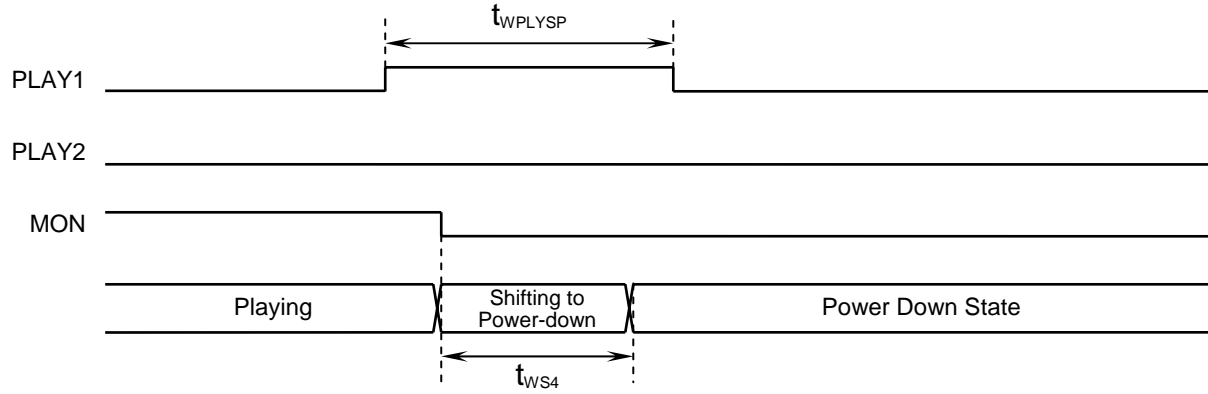 tWPLYSP
PLAY1
PLAY2
MON
Playing
Shifting to
Power-down
Power Down State
tWS4